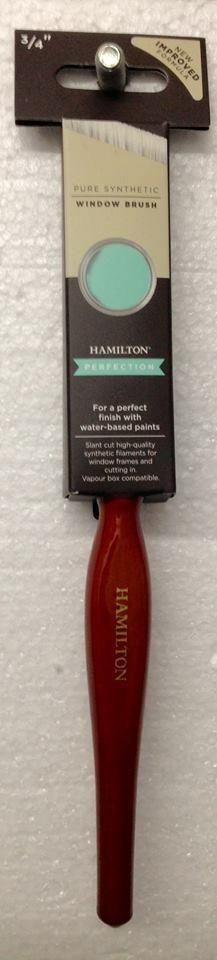 3/4"
NEW
IMPROVED
FORMULA
PURE SYNTHETIC
WINDOW BRUSH
HAMILTON
PERFECTION
For a perfect
finish with
water-based paints
Slant cut high-quality
synthetic filaments for
window frames and
cutting in.
Vapour box compatible.
HAMILTON